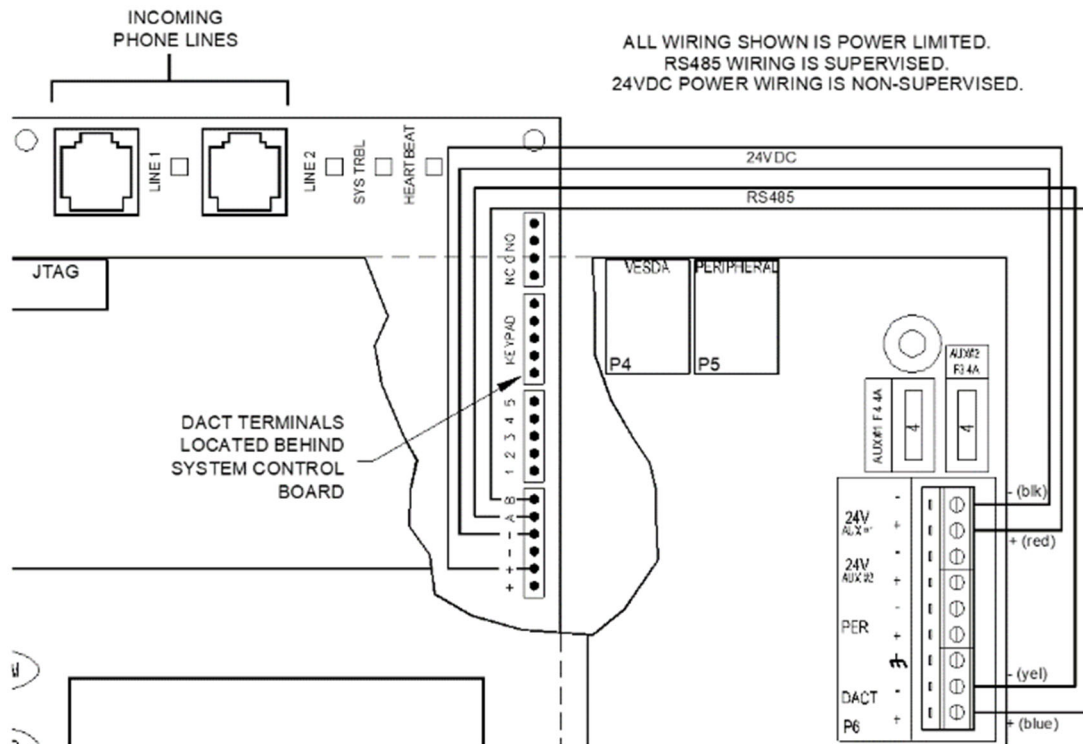 INCOMING
PHONE LINES
ALL WIRING SHOWN IS POWER LIMITED.
RS485 WIRING IS SUPERVISED.
24VDC POWER WIRING IS NON-SUPERVISED.
LINE 1
LINE 2
SYS TRBL
HEARTBEAT
24VDC
RS485
JTAG
NC C NO
KEYPAD
1 2 3 4 5
+ + - - A B
DACT TERMINALS
LOCATED BEHIND
SYSTEM CONTROL
BOARD
VESDA
P4
PERIPHERAL
P5
AUX#1 F4 4A
4
AUX#2
F3 4A
4
24V
AUX #1
-
+
24V
AUX #2
-
+
PER
-
+
DACT
-
+
P6
- (blk)
+ (red)
- (yel)
+ (blue)